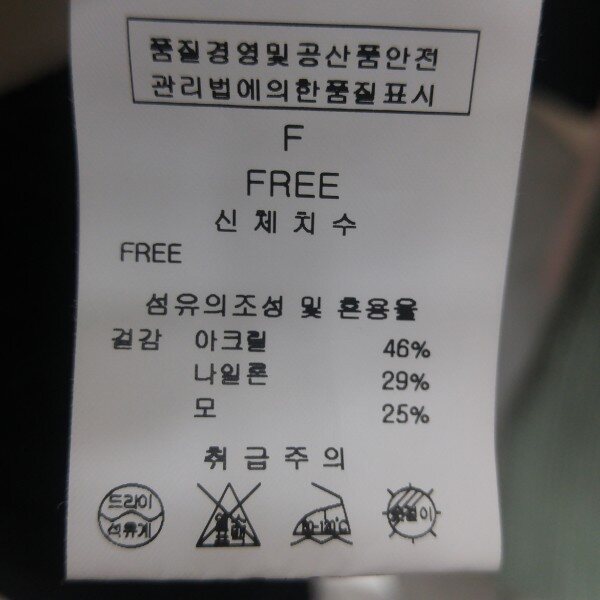 품질경영및공산품안전
관리법에의한품질표시
F
FREE
신체치수
FREE
섬유의조성 및 혼용율
겉감 아크릴 46%
나일론 29%
모 25%
취급주의
드라이
석유계
80-120℃